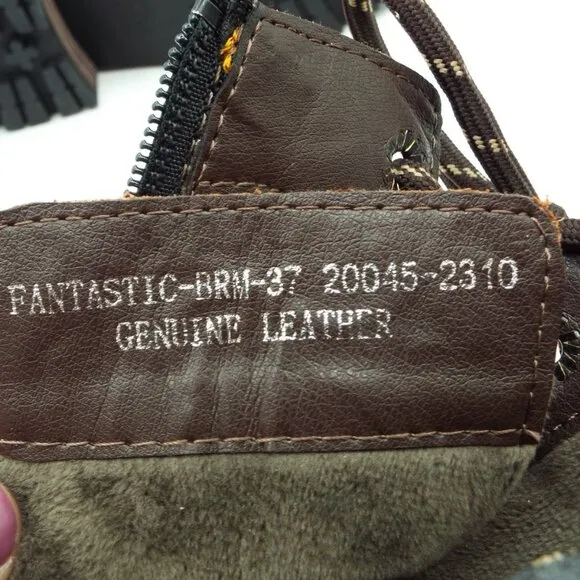 FANTASTIC-BRM-37 20045-2310
GENUINE LEATHER